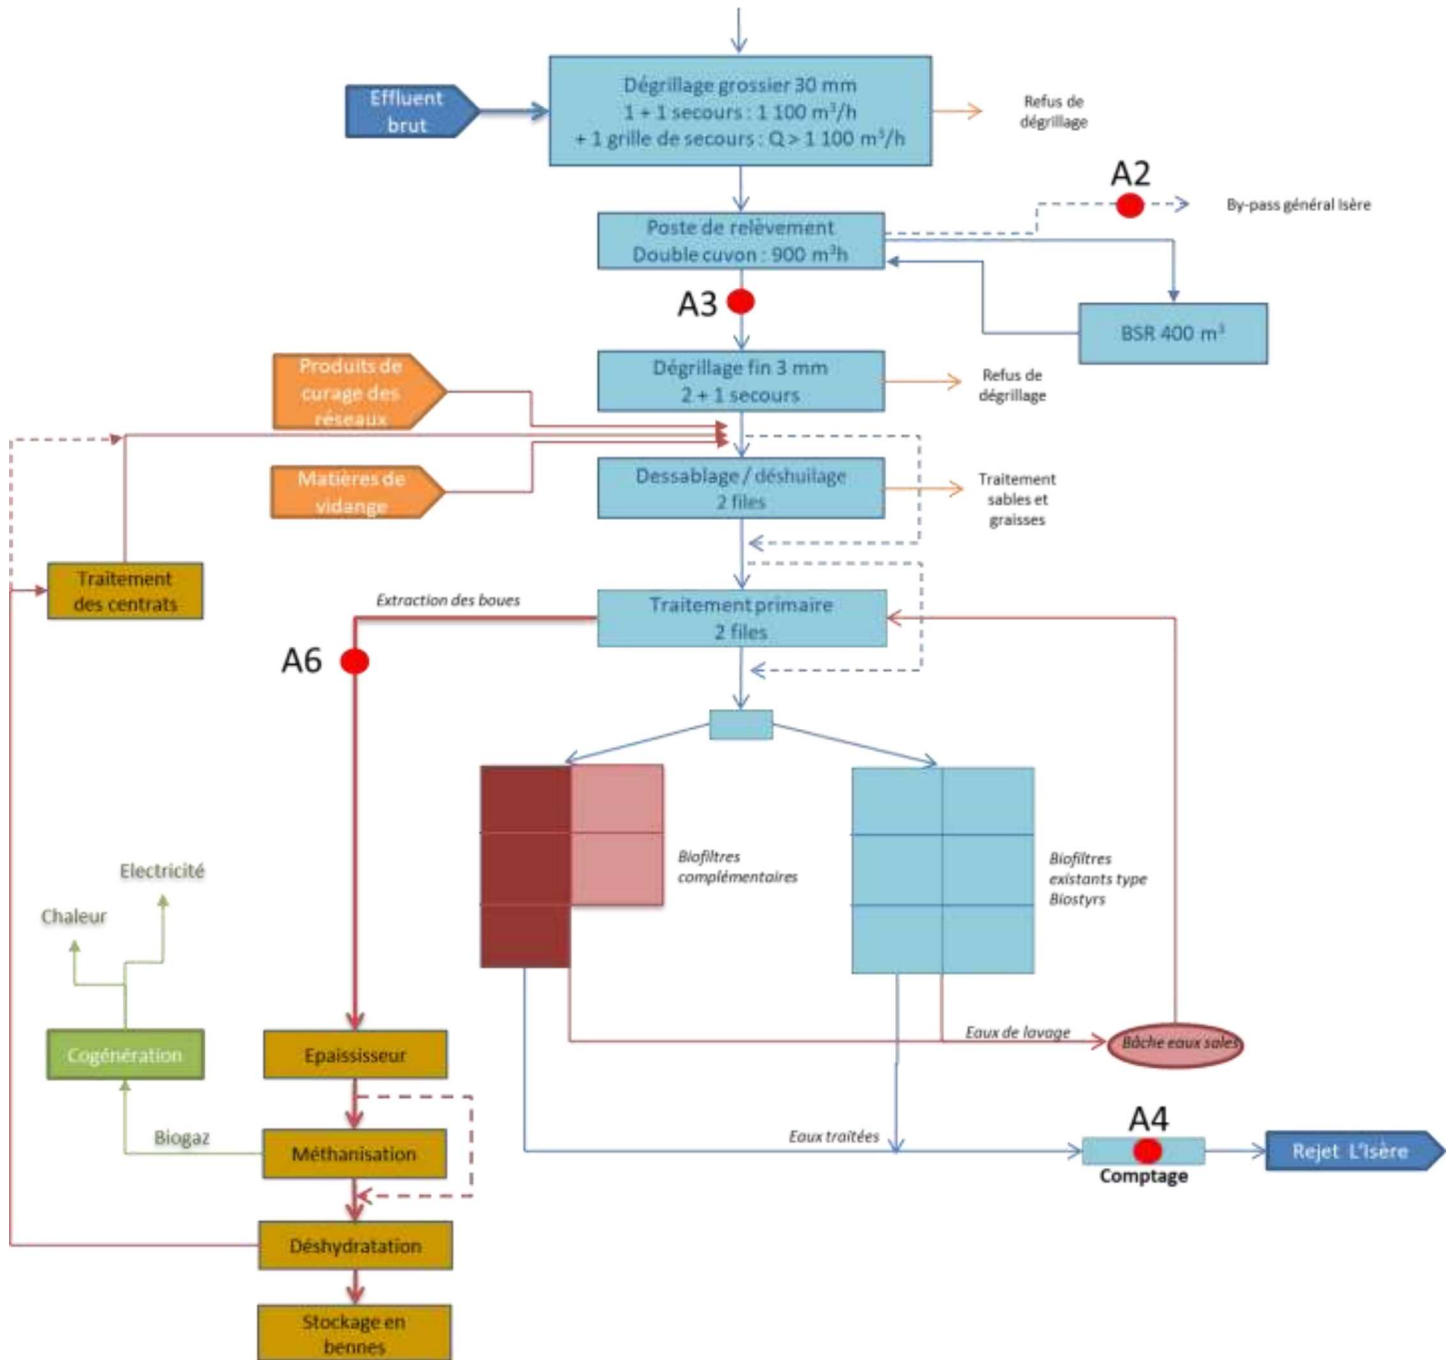 Dégrillage grossier 30 mm
1 + 1 secours : 1 100 m³/h
+ 1 grille de secours : Q > 1 100 m³/h
Effluent
brut
Refus de
dégrillage
A2
By-pass général Isère
Poste de relèvement
Double cuvon : 900 m³h
A3
BSR 400 m³
Produits de
curage des
réseaux
Dégrillage fin 3 mm
2 + 1 secours
Refus de
dégrillage
Matières de
vidange
Dessablage / déshuilage
2 files
Traitement
sables et
graisses
Traitement
des centrats
Extraction des boues
Traitement primaire
2 files
A6
Biofiltres
complémentaires
Biofiltres
existants type
Biostyrs
Electricité
Chaleur
Cogénération
Epaississeur
Eaux de lavage
Bâche eaux sales
Biogaz
Méthanisation
Eaux traitées
A4
Comptage
Rejet L'Isère
Déshydratation
Stockage en
bennes